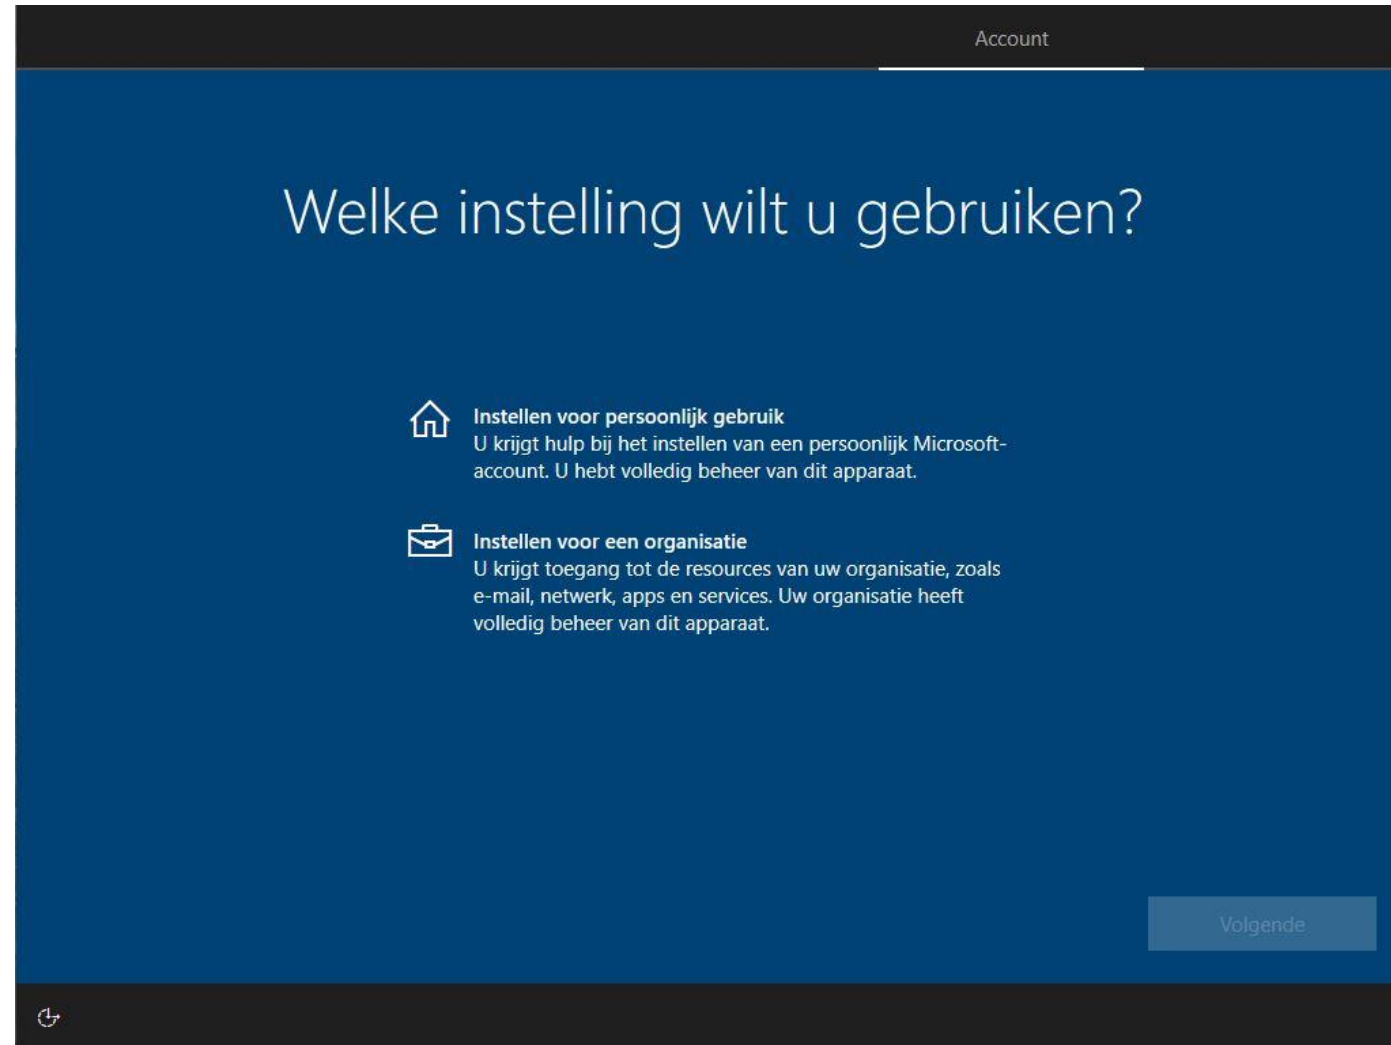 Account
Welke instelling wilt u gebruiken?
Instellen voor persoonlijk gebruik
U krijgt hulp bij het instellen van een persoonlijk Microsoft-
account. U hebt volledig beheer van dit apparaat.
Instellen voor een organisatie
U krijgt toegang tot de resources van uw organisatie, zoals
e-mail, netwerk, apps en services. Uw organisatie heeft
volledig beheer van dit apparaat.
Volgende